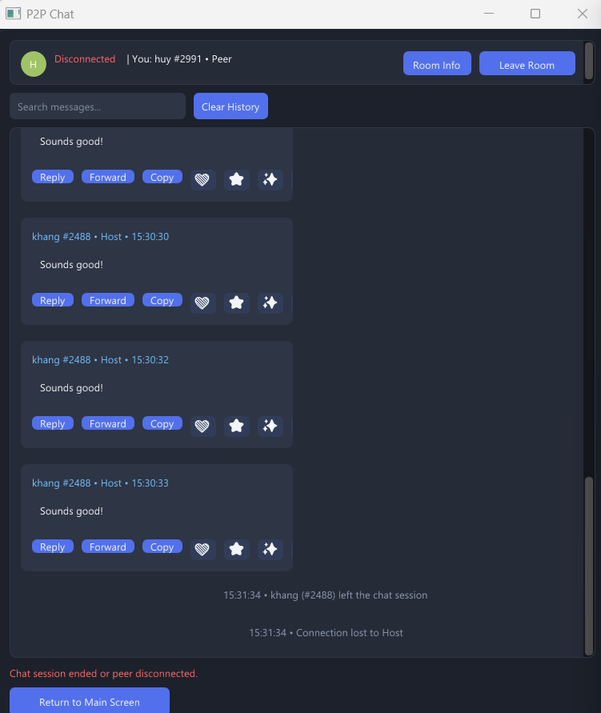 P2P Chat
H
Disconnected | You: huy #2991 • Peer
Room Info
Leave Room
Search messages...
Clear History
Sounds good!
Reply Forward Copy
khang #2488 • Host • 15:30:30
Sounds good!
Reply Forward Copy
khang #2488 • Host • 15:30:32
Sounds good!
Reply Forward Copy
khang #2488 • Host • 15:30:33
Sounds good!
Reply Forward Copy
15:31:34 • khang (#2488) left the chat session
15:31:34 • Connection lost to Host
Chat session ended or peer disconnected.
Return to Main Screen